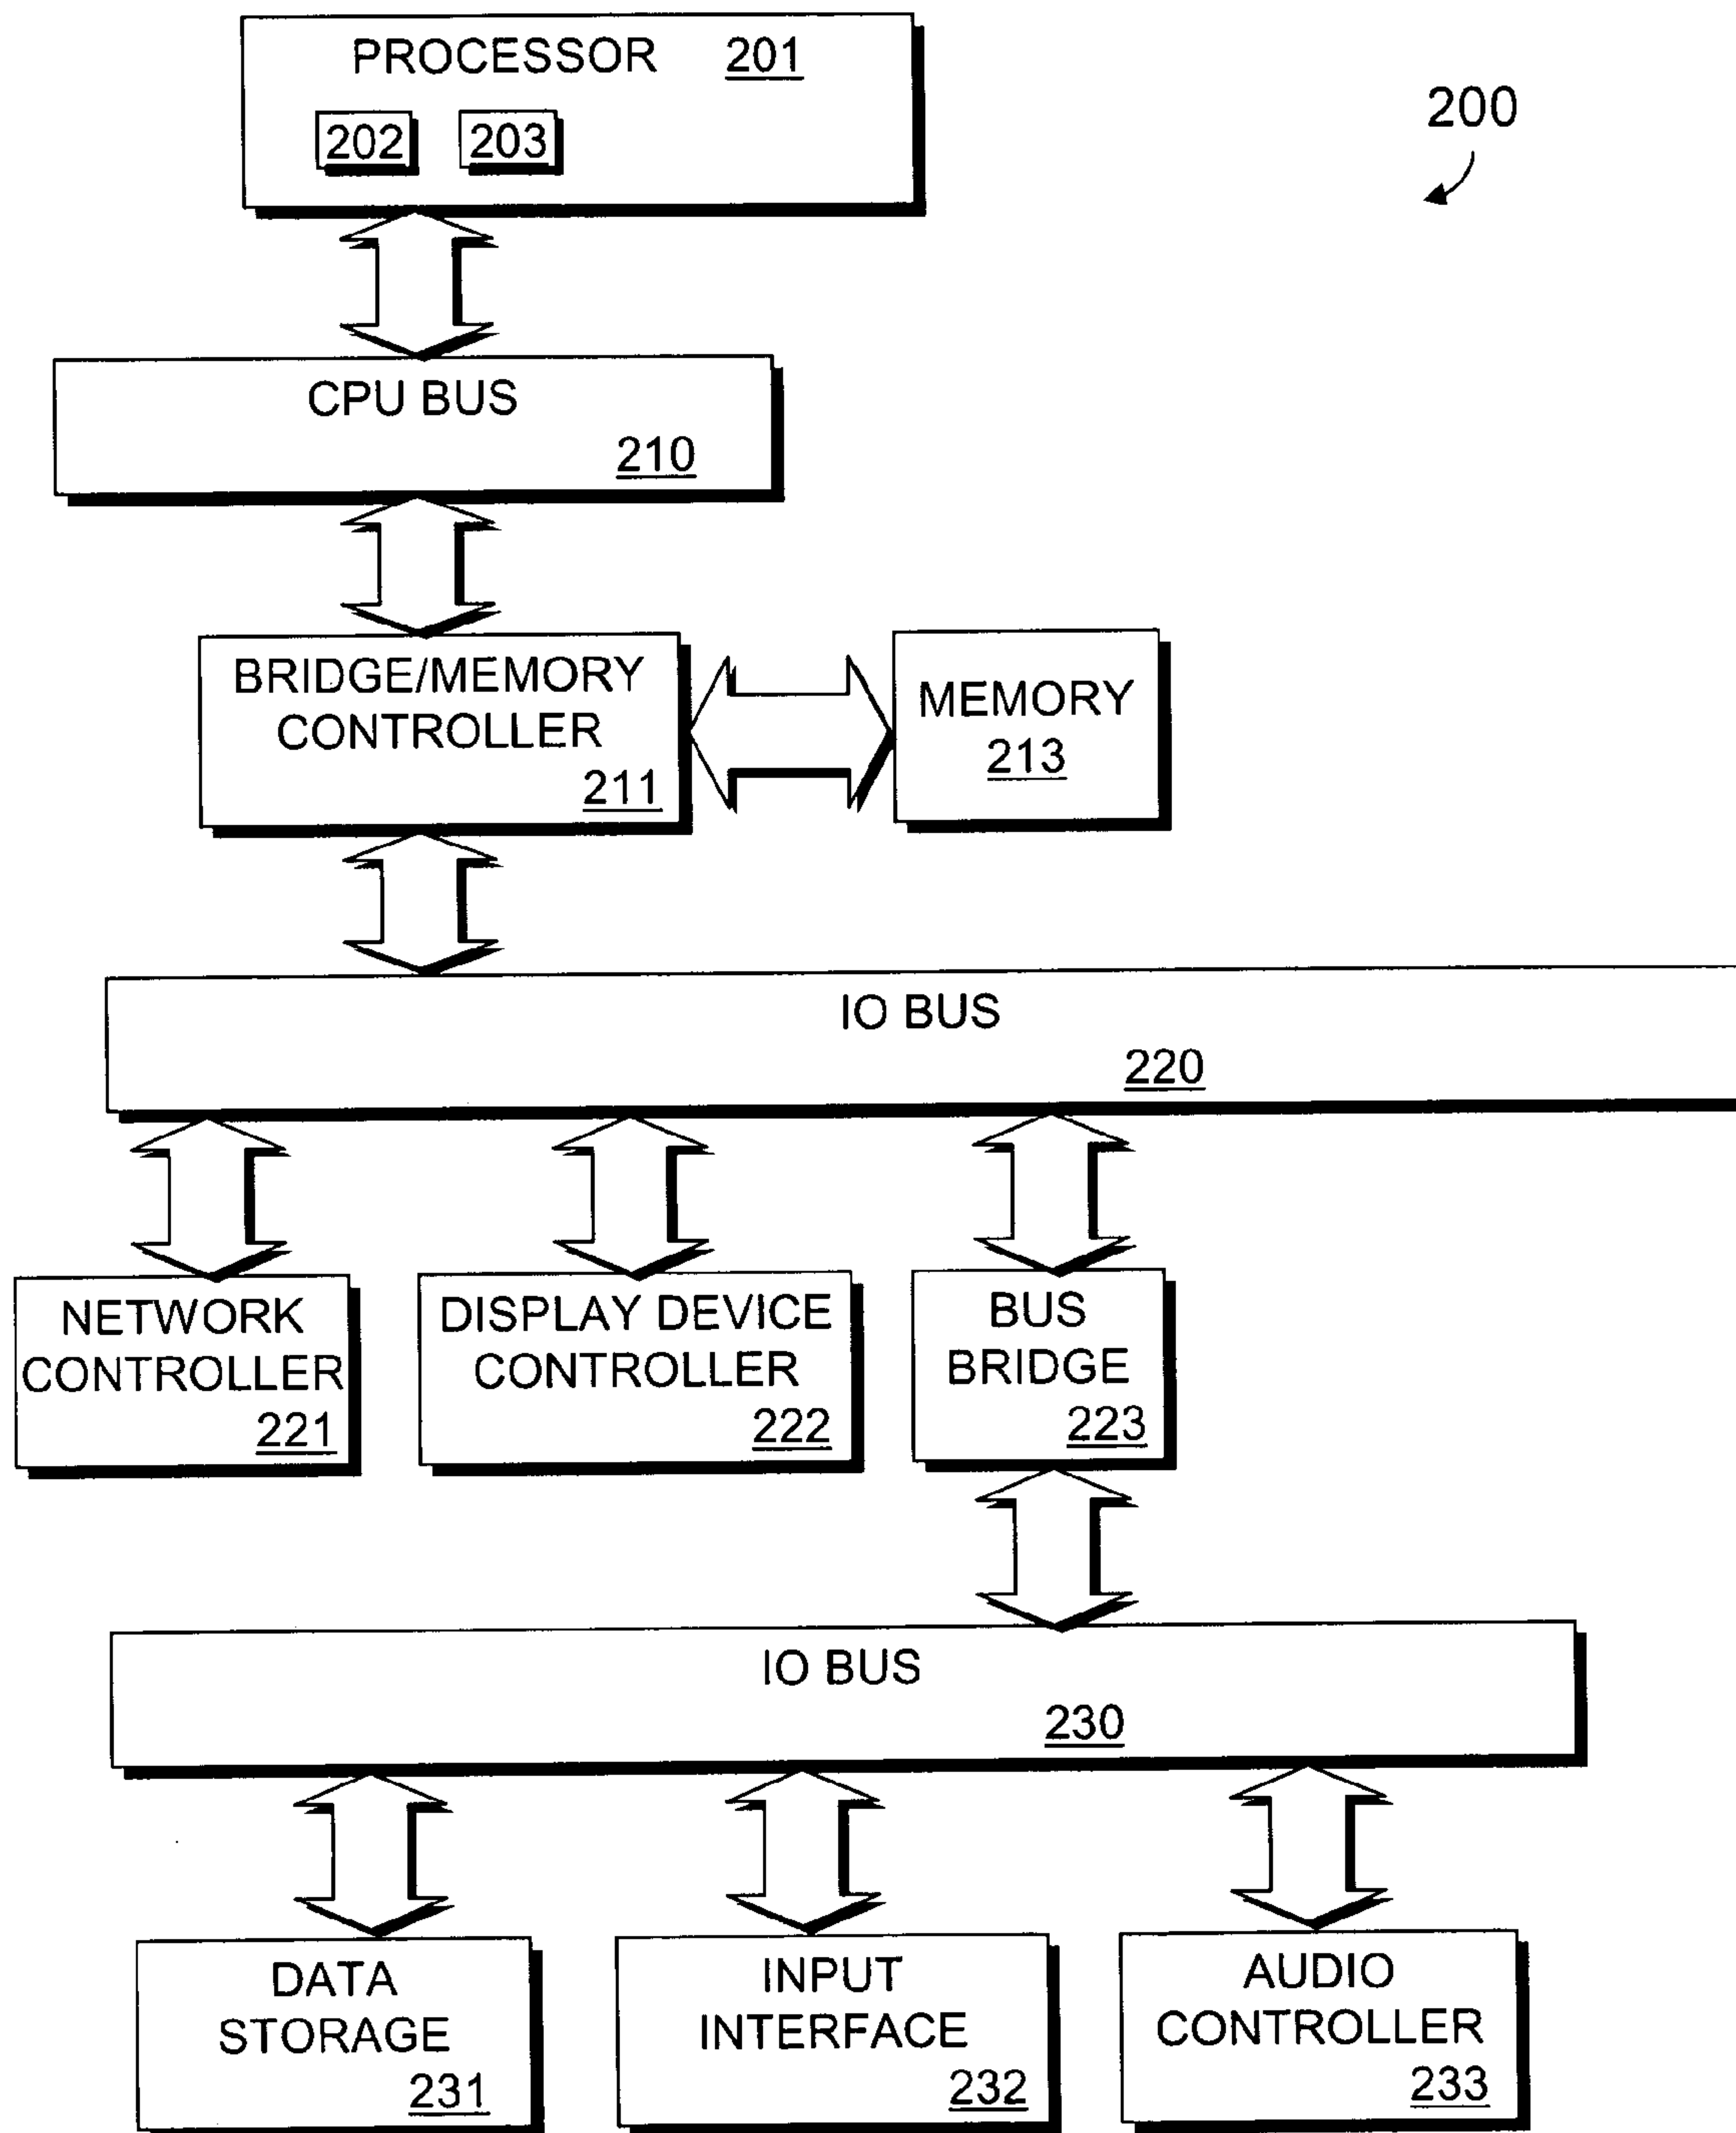 PROCESSOR 201
202 203
200
CPU BUS
210
BRIDGE/MEMORY
CONTROLLER
211
MEMORY
213
IO BUS
220
NETWORK
CONTROLLER
221
DISPLAY DEVICE
CONTROLLER
222
BUS
BRIDGE
223
IO BUS
230
DATA
STORAGE
231
INPUT
INTERFACE
232
AUDIO
CONTROLLER
233